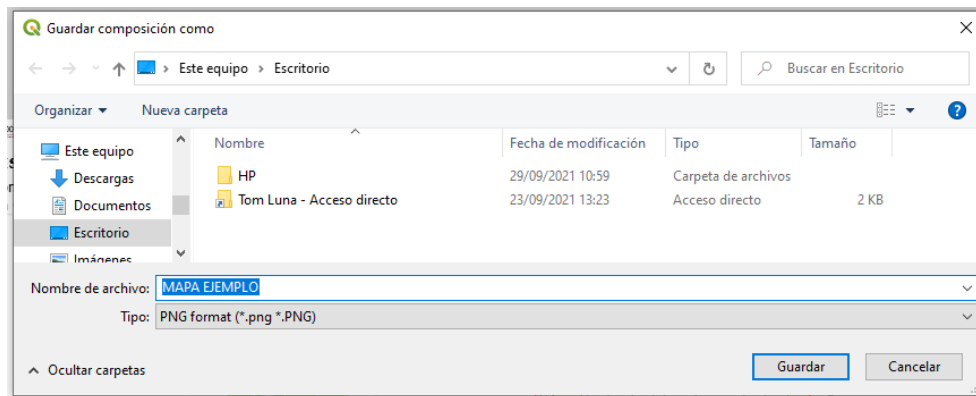 Guardar composición como
Este equipo > Escritorio
Buscar en Escritorio
Organizar
Nueva carpeta
Nombre
Fecha de modificación
Tipo
Tamaño
Este equipo
Descargas
Documentos
Escritorio
Imágenes
HP
29/09/2021 10:59
Carpeta de archivos
Tom Luna - Acceso directo
23/09/2021 13:23
Acceso directo
2 KB
Nombre de archivo: MAPA EJEMPLO
Tipo: PNG format (*.png *.PNG)
Ocultar carpetas
Guardar
Cancelar